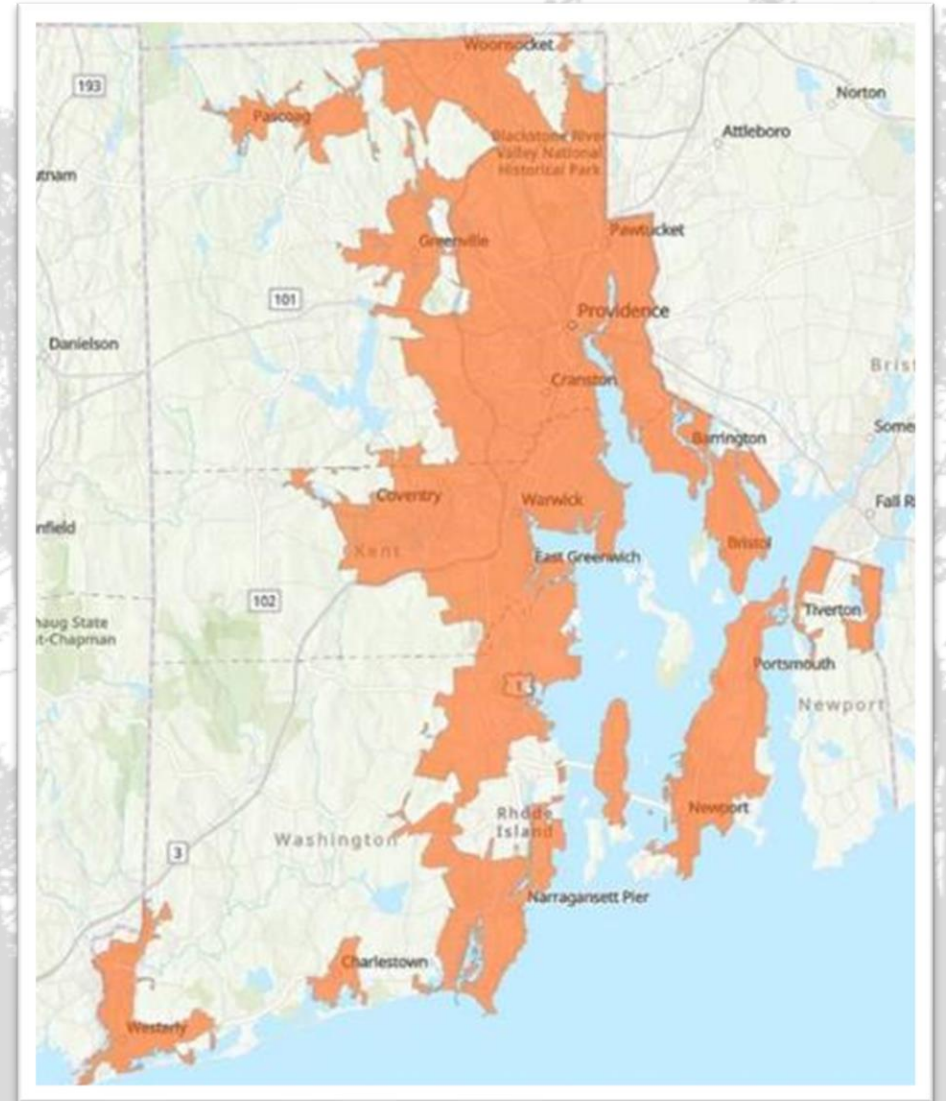 Woonsocket
193
Norton
Pascoag
Attleboro
Blackstone River
Valley National
Historical Park
utnam
Pawtucket
Greenville
101
Providence
Danielson
Brist
Cranston
Some
Barrington
Coventry
Warwick
Fall R
nfield
Bristol
Kent
East Greenwich
102
Tiverton
haug State
t-Chapman
Portsmouth
1
Newport
Newport
Rhode
Island
Washington
3
Narragansett Pier
Charlestown
Westerly